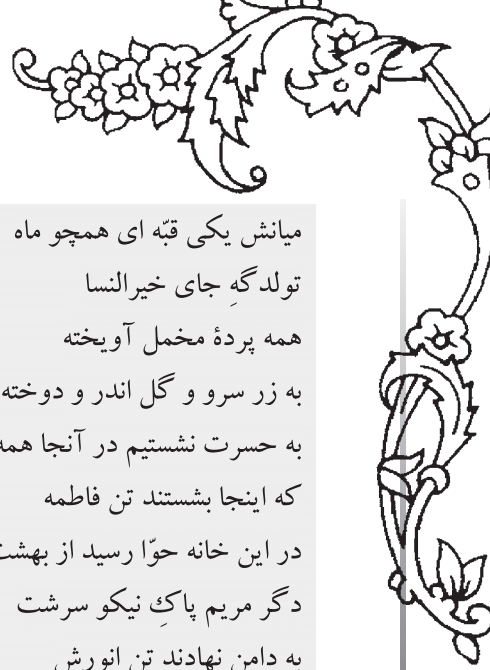 میانش یکی قبّه ای همچو ماه
تولدگهِ جای خیرالنسا
همه پردهٔ مخمل آویخته
به زر سرو و گل اندر و دوخته
به حسرت نشستیم در آنجا همه
که اینجا بشستند تن فاطمه
در این خانه حوّا رسید از بهشت
دگر مریم پاکِ نیکو سرشت
به دامن نهادند تن انورش